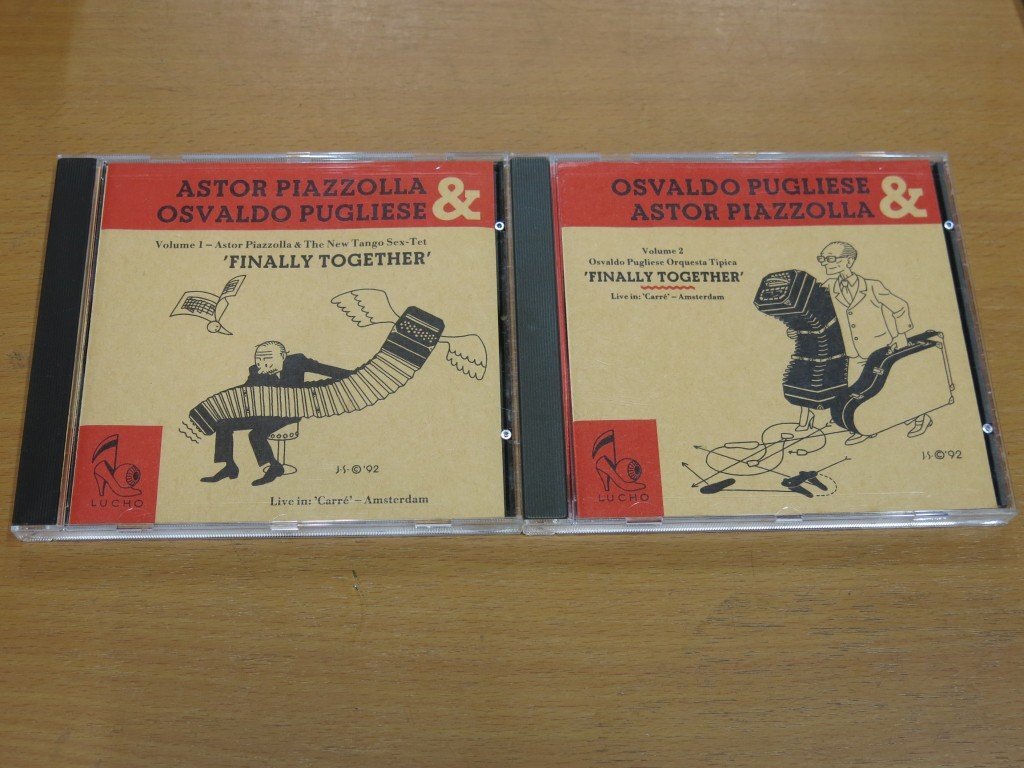 ASTOR PIAZZOLLA
OSVALDO PUGLIESE &
Volume 1 – Astor Piazzolla & The New Tango Sex-Tet
'FINALLY TOGETHER'
J·S·©'92
LUCHO
Live in: 'Carré' – Amsterdam
OSVALDO PUGLIESE
ASTOR PIAZZOLLA &
Volume 2
Osvaldo Pugliese Orquesta Tipica
'FINALLY TOGETHER'
Live in: 'Carré' – Amsterdam
J·S·©'92
LUCHO